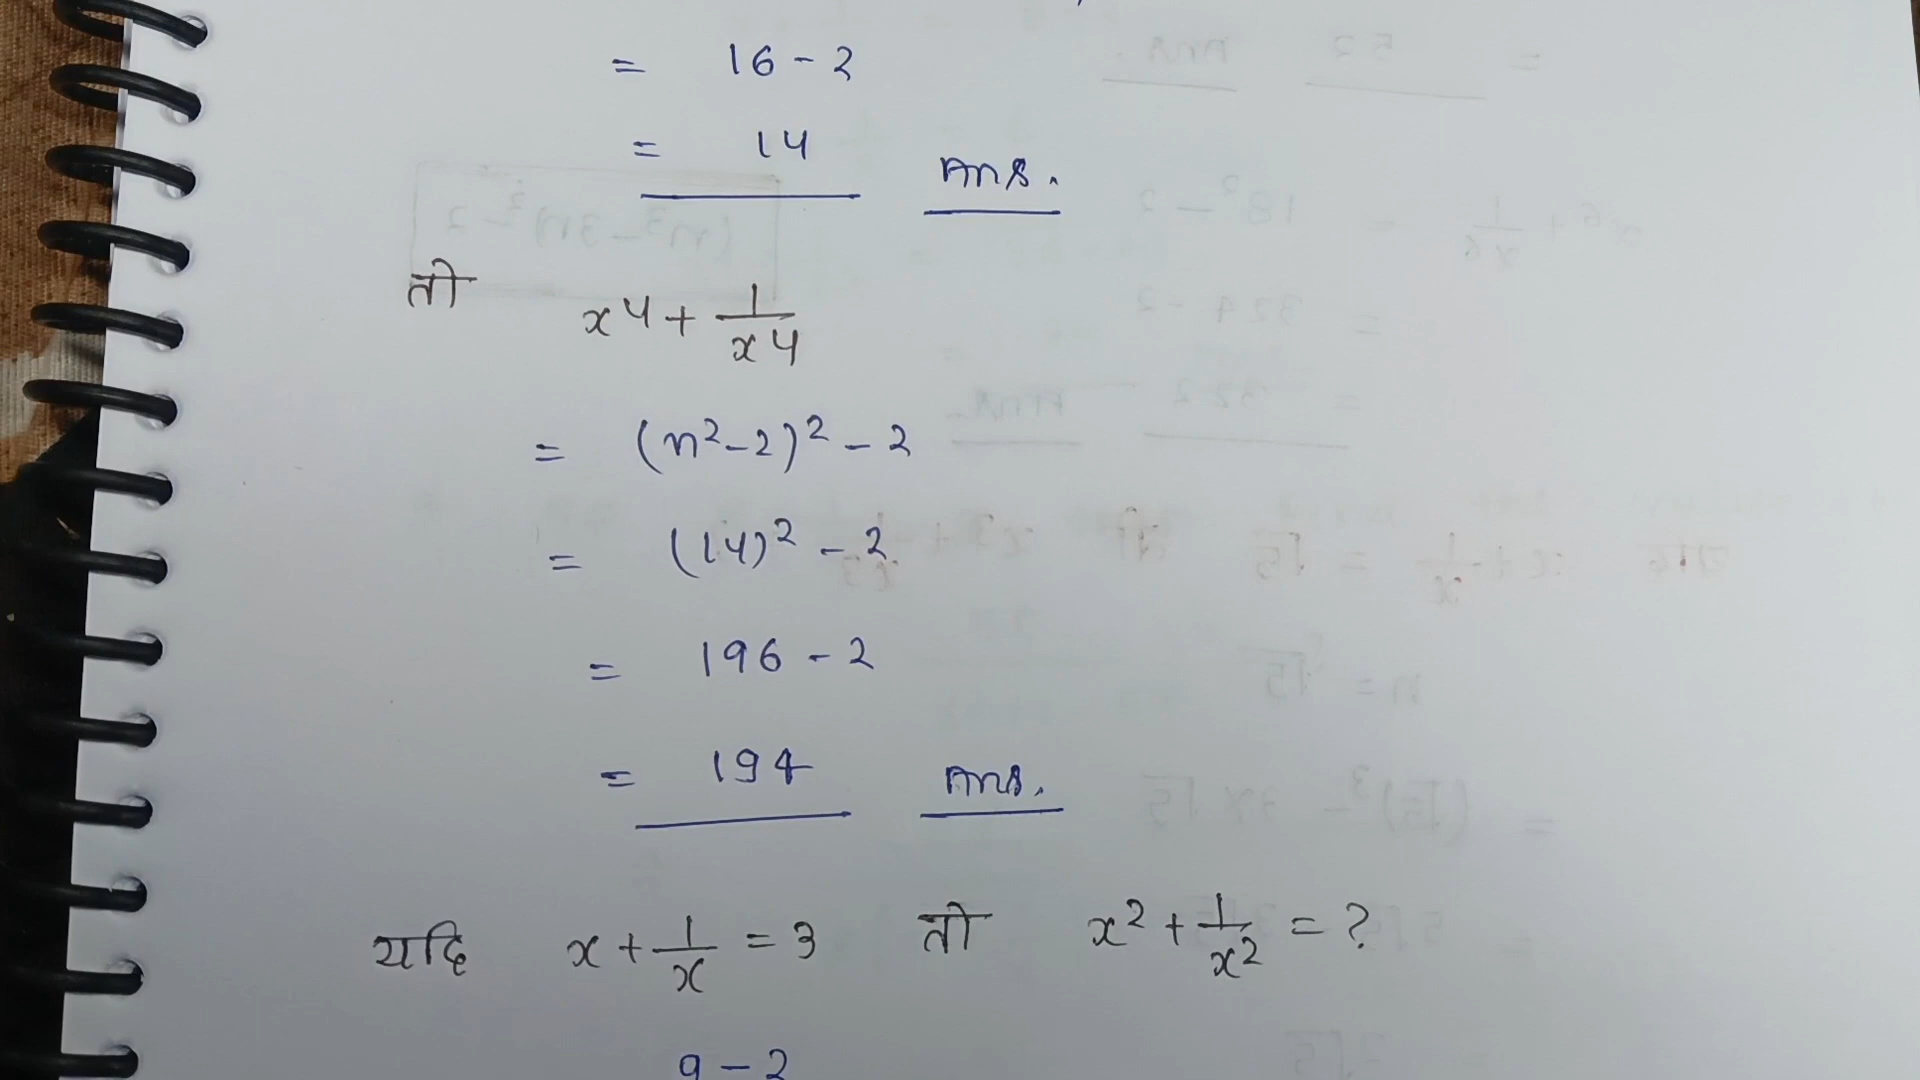 = 16 - 2
= 14 Ans.
तो x⁴ + 1/x⁴
= (n² - 2)² - 2
= (14)² - 2
= 196 - 2
= 194 Ans.
यदि x + 1/x = 3 तो x² + 1/x² = ?
9 - 2